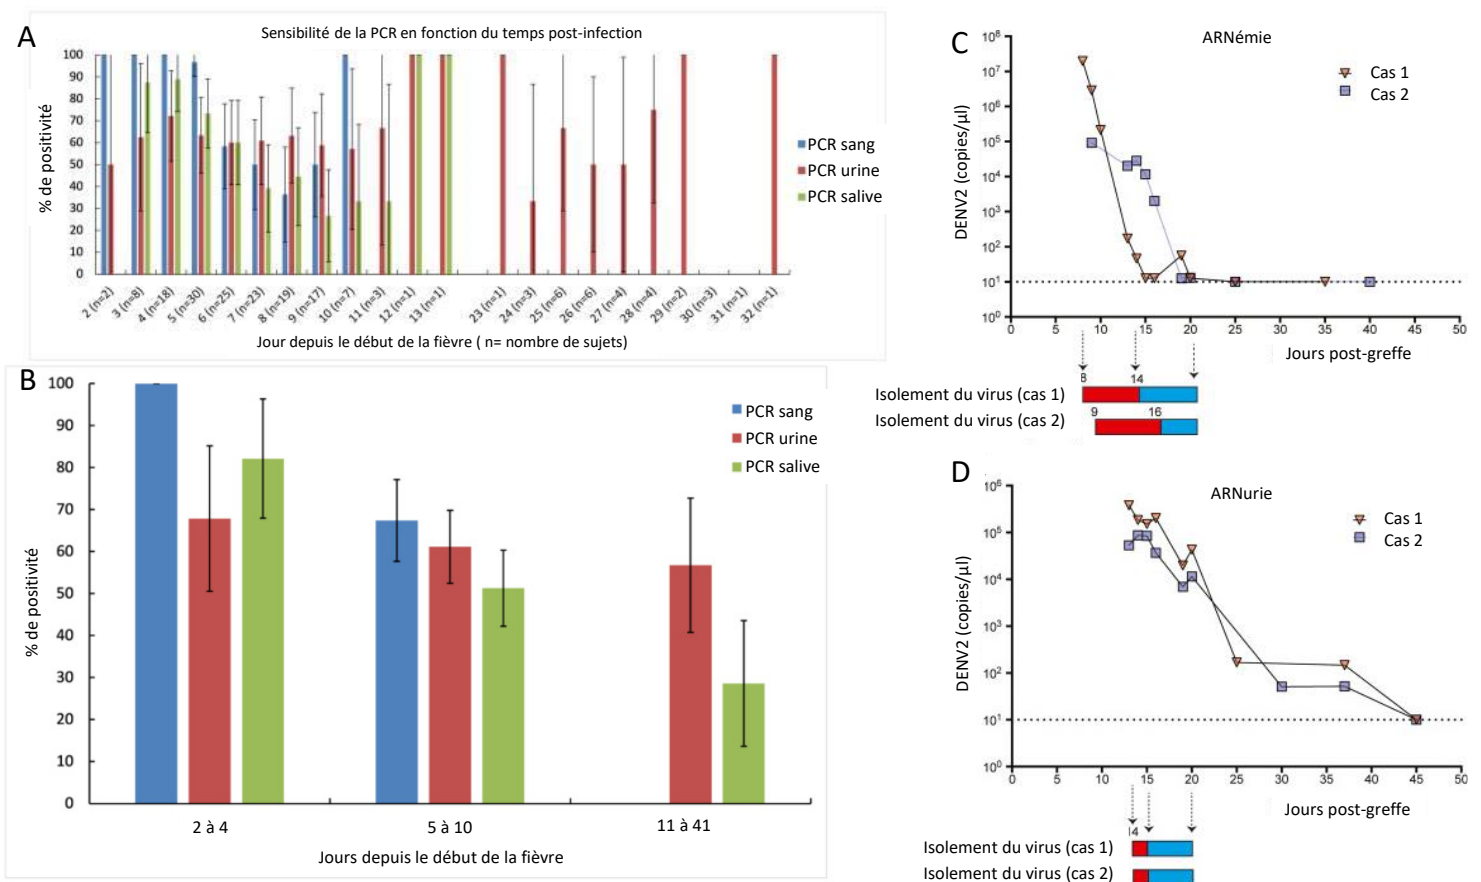 A
Sensibilité de la PCR en fonction du temps post-infection
% de positivité
100
90
80
70
60
50
40
30
20
10
0
2 (n=2)
3 (n=8)
4 (n=18)
5 (n=30)
6 (n=25)
7 (n=23)
8 (n=19)
9 (n=17)
10 (n=7)
11 (n=3)
12 (n=1)
13 (n=1)
23 (n=1)
24 (n=3)
25 (n=6)
26 (n=6)
27 (n=4)
28 (n=4)
29 (n=2)
30 (n=3)
31 (n=1)
32 (n=1)
PCR sang
PCR urine
PCR salive
Jour depuis le début de la fièvre ( n= nombre de sujets)
B
% de positivité
100
90
80
70
60
50
40
30
20
10
0
PCR sang
PCR urine
PCR salive
2 à 4
5 à 10
11 à 41
Jours depuis le début de la fièvre
C
ARNémie
DENV2 (copies/µl)
10⁸
10⁷
10⁶
10⁵
10⁴
10³
10²
10¹
10⁰
Cas 1
Cas 2
0 5 10 15 20 25 30 35 40 45 50
Jours post-greffe
8 14
Isolement du virus (cas 1)
9 16
Isolement du virus (cas 2)
D
ARNurie
DENV2 (copies/µl)
10⁶
10⁵
10⁴
10³
10²
10¹
10⁰
Cas 1
Cas 2
0 5 10 15 20 25 30 35 40 45 50
Jours post-greffe
14
Isolement du virus (cas 1)
Isolement du virus (cas 2)